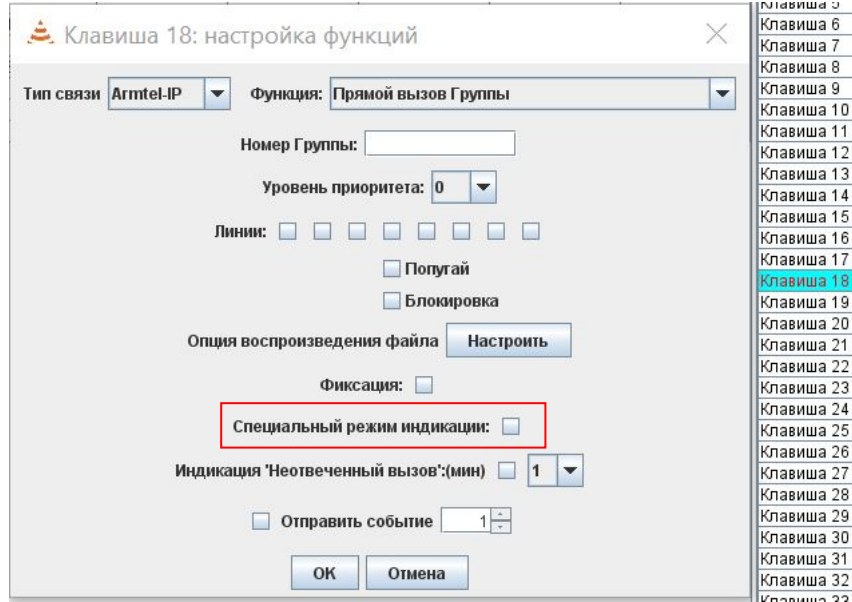 Клавиша 18: настройка функций
Тип связи Armtel-IP Функция: Прямой вызов Группы
Номер Группы:
Уровень приоритета: 0
Линии:
Попугай
Блокировка
Опция воспроизведения файла Настроить
Фиксация:
Специальный режим индикации:
Индикация 'Неотвеченный вызов':(мин) 1
Отправить событие 1
OK Отмена
Клавиша 5
Клавиша 6
Клавиша 7
Клавиша 8
Клавиша 9
Клавиша 10
Клавиша 11
Клавиша 12
Клавиша 13
Клавиша 14
Клавиша 15
Клавиша 16
Клавиша 17
Клавиша 18
Клавиша 19
Клавиша 20
Клавиша 21
Клавиша 22
Клавиша 23
Клавиша 24
Клавиша 25
Клавиша 26
Клавиша 27
Клавиша 28
Клавиша 29
Клавиша 30
Клавиша 31
Клавиша 32
Клавиша 33